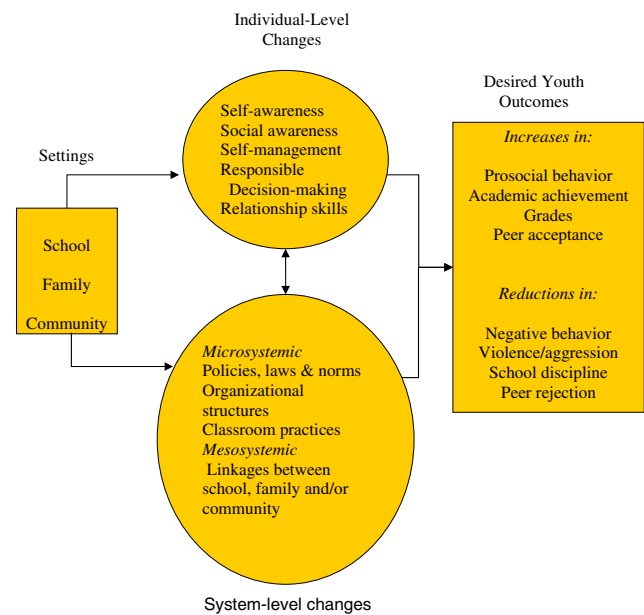 Individual-Level
Changes
Self-awareness
Social awareness
Self-management
Responsible
Decision-making
Relationship skills
Settings
School
Family
Community
Microsystemic
Policies, laws & norms
Organizational
structures
Classroom practices
Mesosystemic
Linkages between
school, family and/or
community
System-level changes
Desired Youth
Outcomes
Increases in:
Prosocial behavior
Academic achievement
Grades
Peer acceptance
Reductions in:
Negative behavior
Violence/aggression
School discipline
Peer rejection